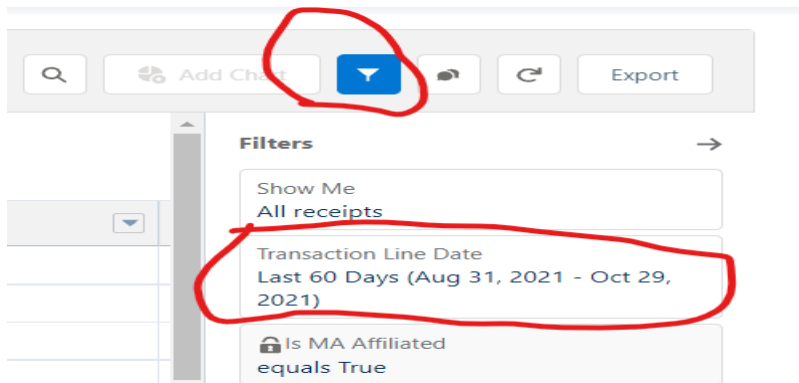 Add Chart
Export
Filters
Show Me
All receipts
Transaction Line Date
Last 60 Days (Aug 31, 2021 - Oct 29,
2021)
Is MA Affiliated
equals True